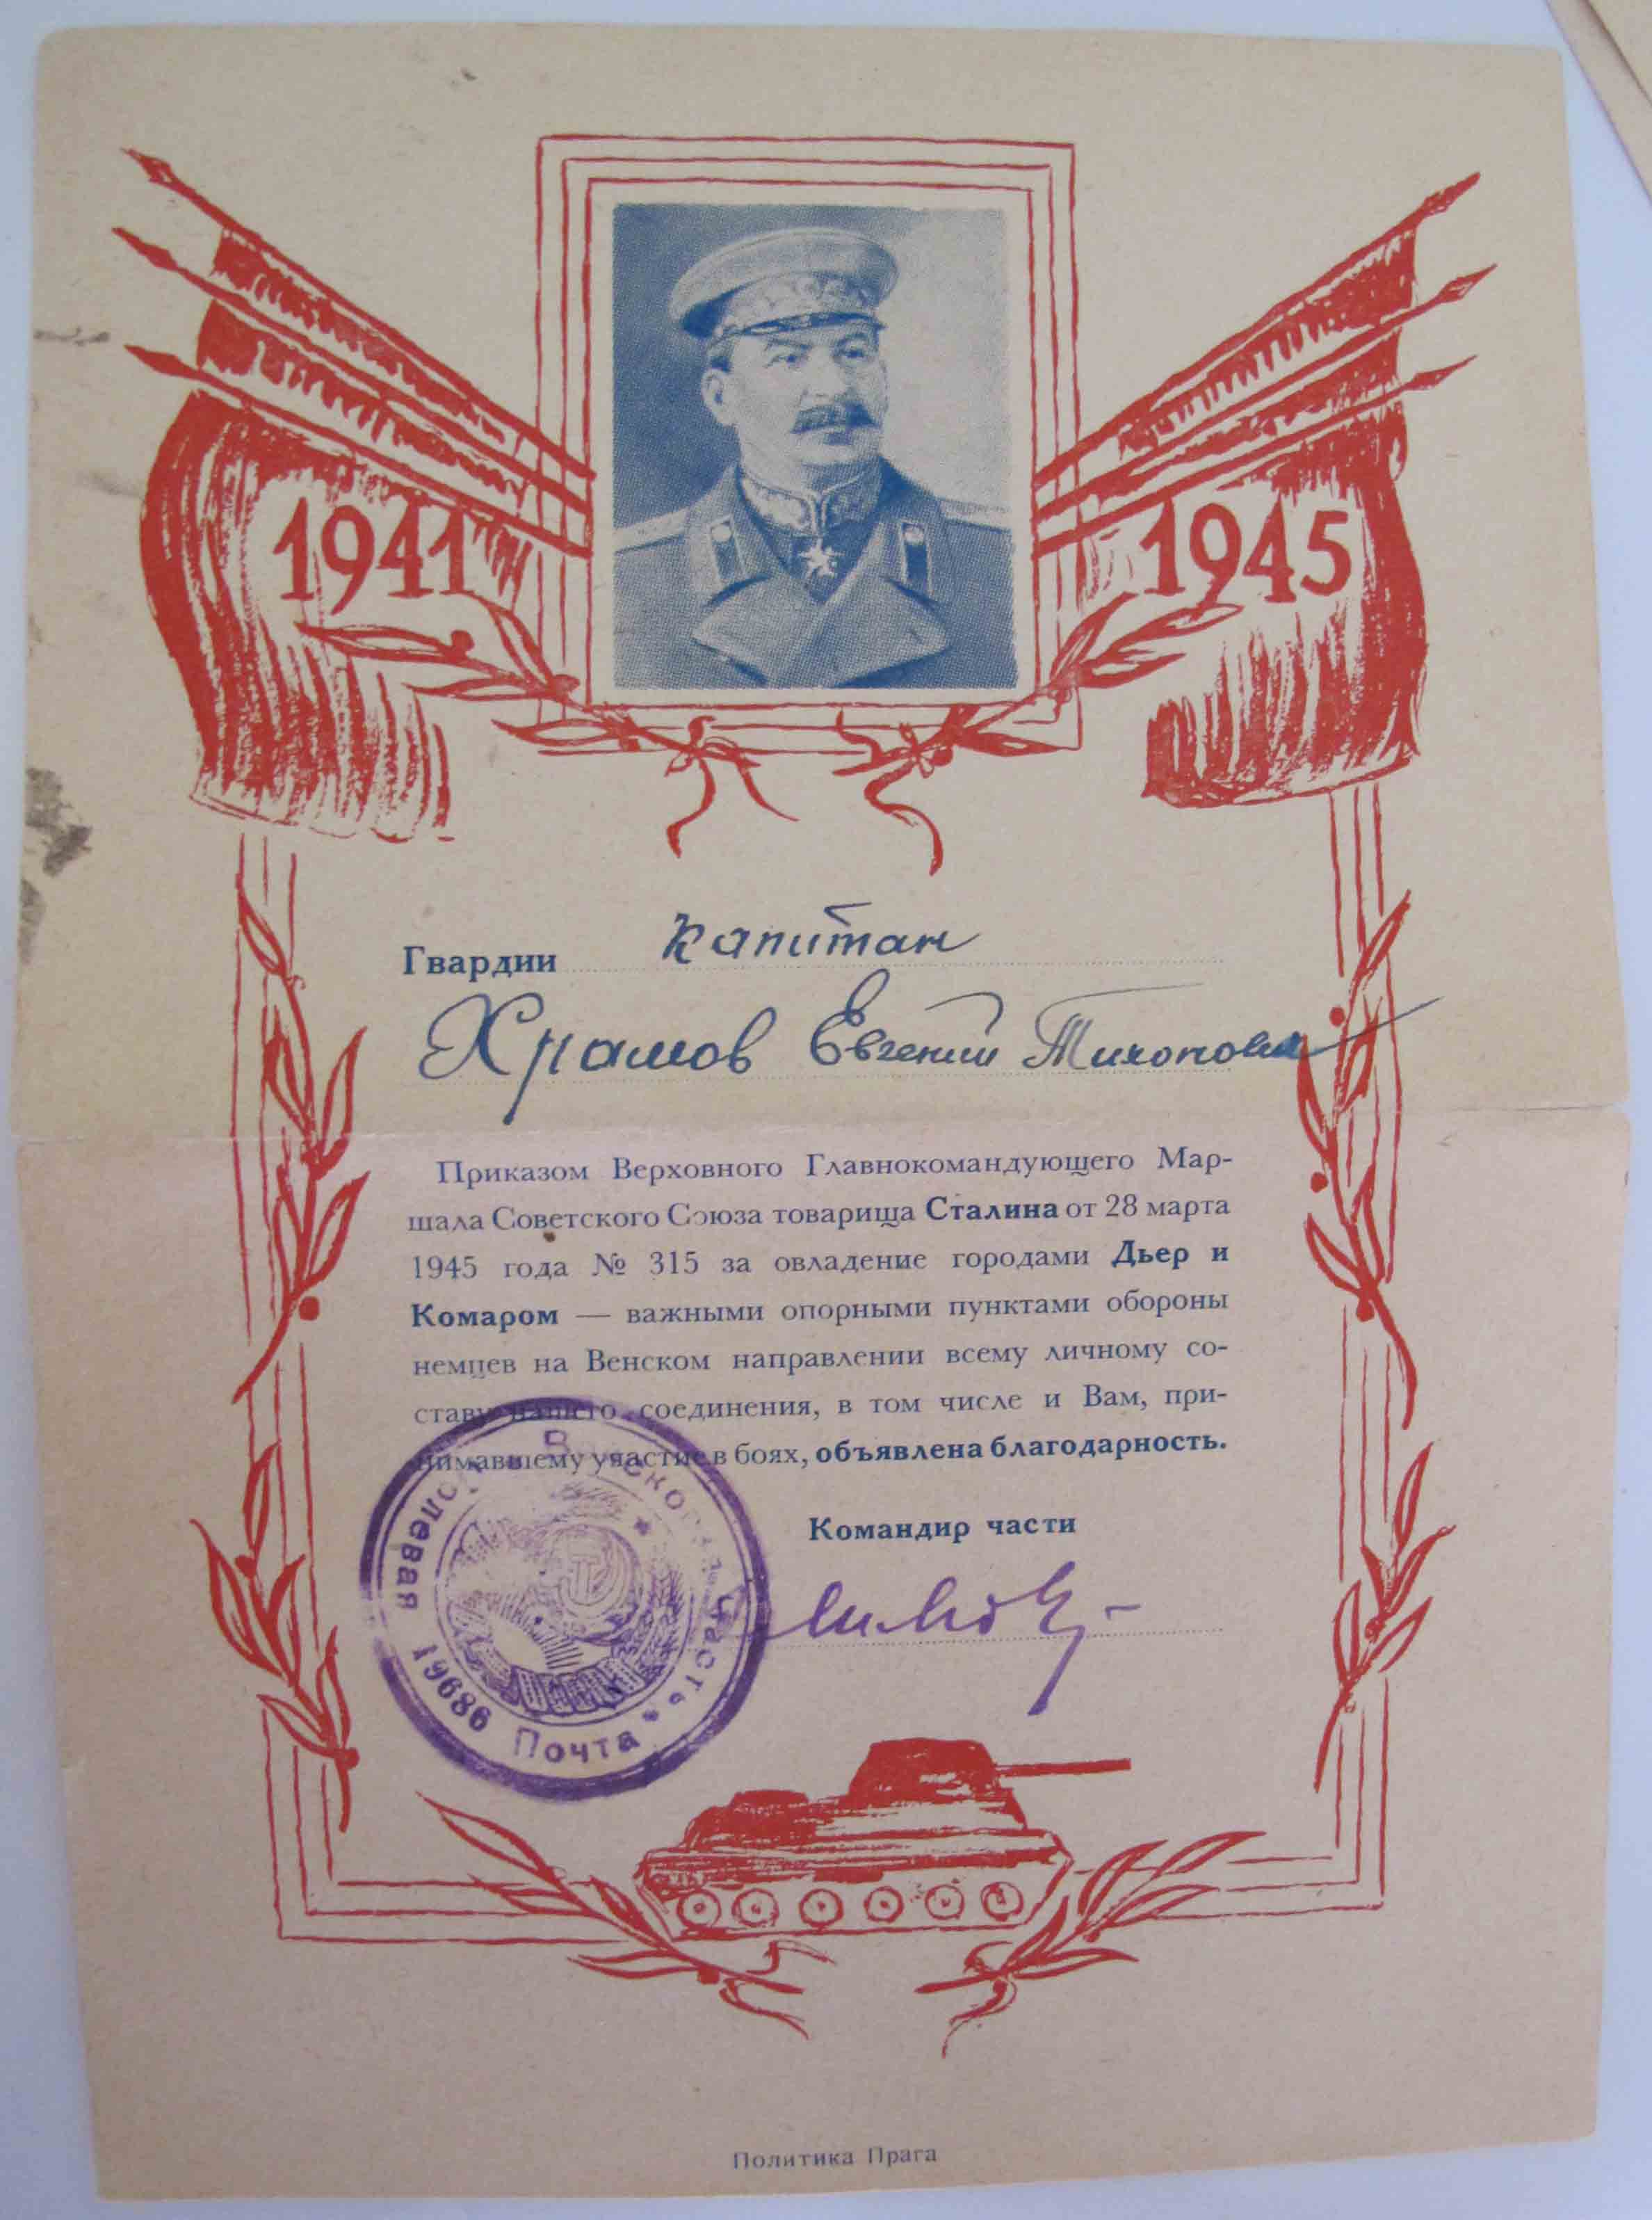 1941
1945
Гвардии капитан
Храмов Евгений Тихонович
Приказом Верховного Главнокомандующего Мар-
шала Советского Союза товарища Сталина от 28 марта
1945 года № 315 за овладение городами Дьер и
Комаром — важными опорными пунктами обороны
немцев на Венском направлении всему личному со-
ставу нашего соединения, в том числе и Вам, при-
нимавшему участие в боях, объявлена благодарность.
Командир части
Полевая 19686 Почта
часть
Политика Прага